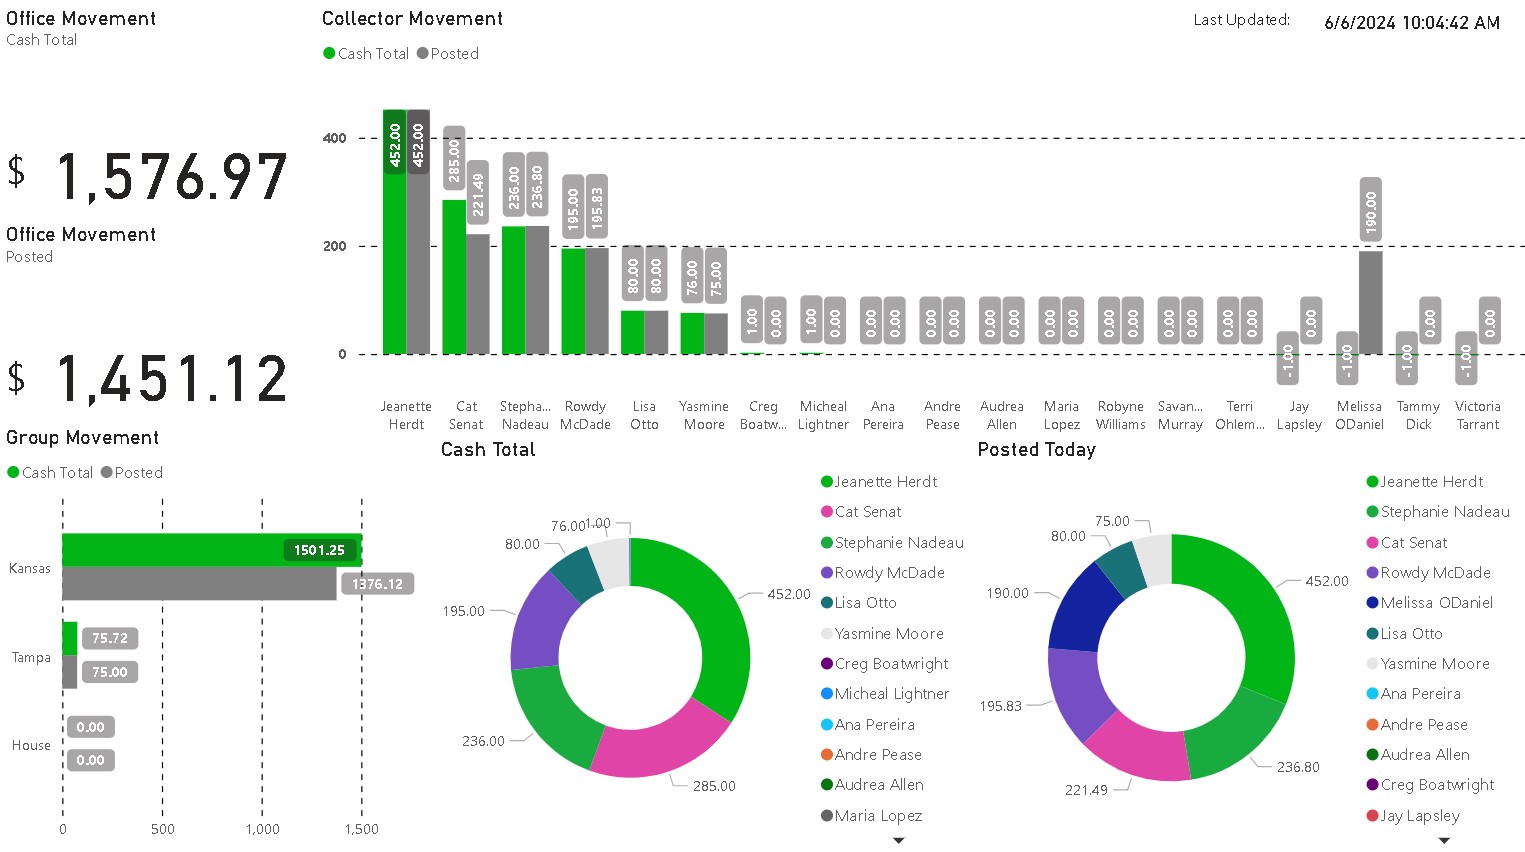 Office Movement
Cash Total
$ 1,576.97
Office Movement
Posted
$ 1,451.12
Collector Movement
Cash Total Posted
Last Updated: 6/6/2024 10:04:42 AM
400
200
0
452.00 452.00 285.00 221.49 236.00 236.80 195.00 195.83 80.00 80.00 76.00 75.00 1.00 0.00 1.00 0.00 0.00 0.00 0.00 0.00 0.00 0.00 0.00 0.00 0.00 0.00 0.00 0.00 0.00 0.00 -1.00 0.00 -1.00 190.00 -1.00 0.00 -1.00 0.00
Jeanette Herdt
Cat Senat
Stepha... Nadeau
Rowdy McDade
Lisa Otto
Yasmine Moore
Creg Boatw...
Micheal Lightner
Ana Pereira
Andre Pease
Audrea Allen
Maria Lopez
Robyne Williams
Savan... Murray
Terri Ohlem...
Jay Lapsley
Melissa ODaniel
Tammy Dick
Victoria Tarrant
Group Movement
Cash Total Posted
Kansas
1501.25
1376.12
Tampa
75.72
75.00
House
0.00
0.00
0 500 1,000 1,500
Cash Total
452.00
285.00
236.00
195.00
80.00
76.00
1.00
Jeanette Herdt
Cat Senat
Stephanie Nadeau
Rowdy McDade
Lisa Otto
Yasmine Moore
Creg Boatwright
Micheal Lightner
Ana Pereira
Andre Pease
Audrea Allen
Maria Lopez
Posted Today
452.00
236.80
221.49
195.83
190.00
80.00
75.00
Jeanette Herdt
Stephanie Nadeau
Cat Senat
Rowdy McDade
Melissa ODaniel
Lisa Otto
Yasmine Moore
Ana Pereira
Andre Pease
Audrea Allen
Creg Boatwright
Jay Lapsley